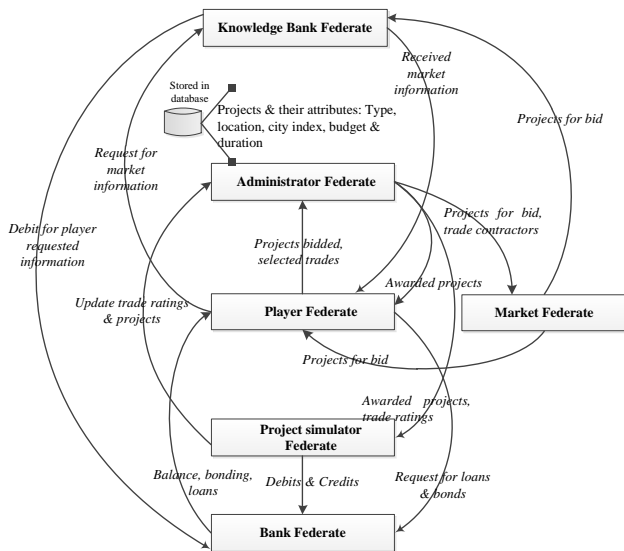 Knowledge Bank Federate
Received
market
information
Stored in
database
Projects & their attributes: Type,
location, city index, budget &
duration
Projects for bid
Request for
market
information
Administrator Federate
Projects for bid,
trade contractors
Debit for player
requested
information
Projects bidded,
selected trades
Awarded projects
Update trade ratings
& projects
Player Federate
Market Federate
Projects for bid
Awarded projects,
trade ratings
Project simulator
Federate
Balance, bonding,
loans
Debits & Credits
Request for loans
& bonds
Bank Federate